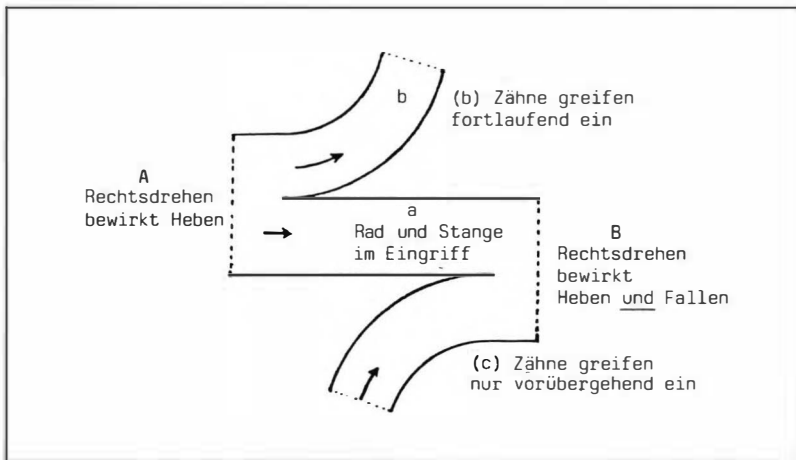 b
(b) Zähne greifen
fortlaufend ein
A
Rechtsdrehen
bewirkt Heben
a
Rad und Stange
im Eingriff
B
Rechtsdrehen
bewirkt
Heben und Fallen
(c) Zähne greifen
nur vorübergehend ein